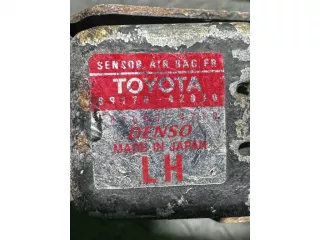 SENSOR AIR BAG, FR
TOYOTA
DENSO
MADE IN JAPAN
LH